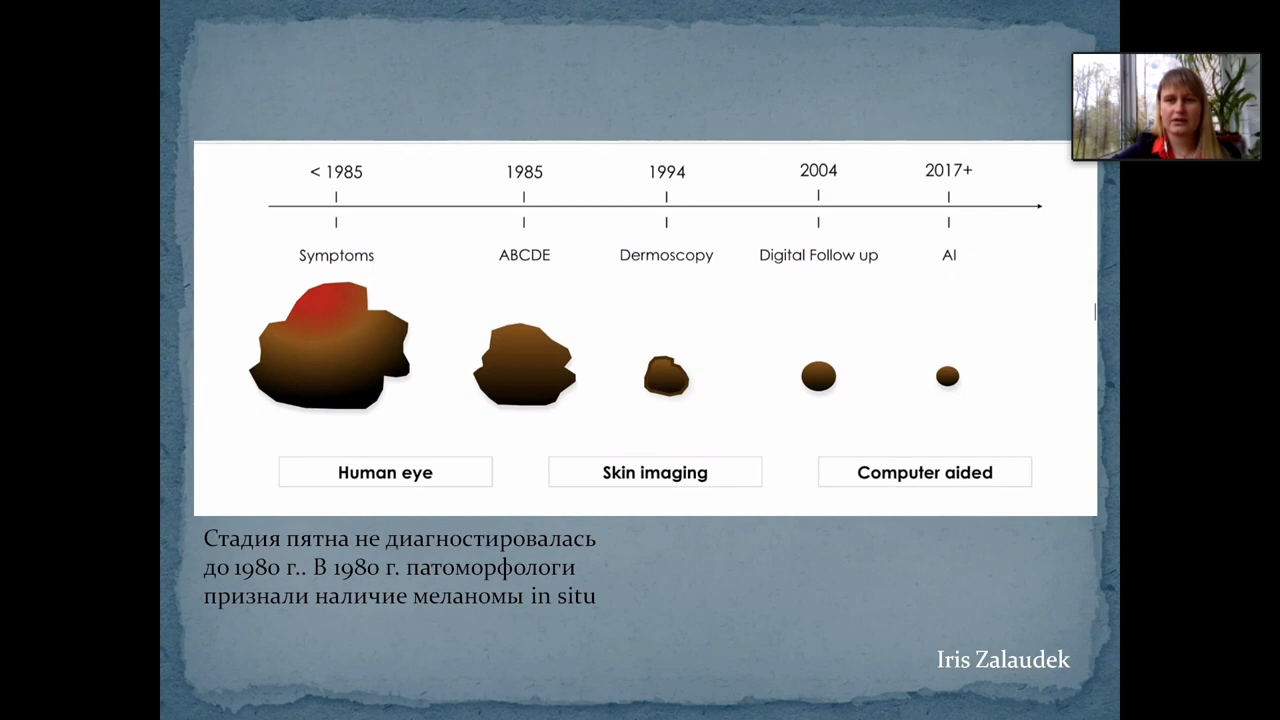 < 1985 1985 1994 2004 2017+
Symptoms ABCDE Dermoscopy Digital Follow up AI
Human eye Skin imaging Computer aided
Стадия пятна не диагностировалась
до 1980 г.. В 1980 г. патоморфологи
признали наличие меланомы in situ
Iris Zalaudek